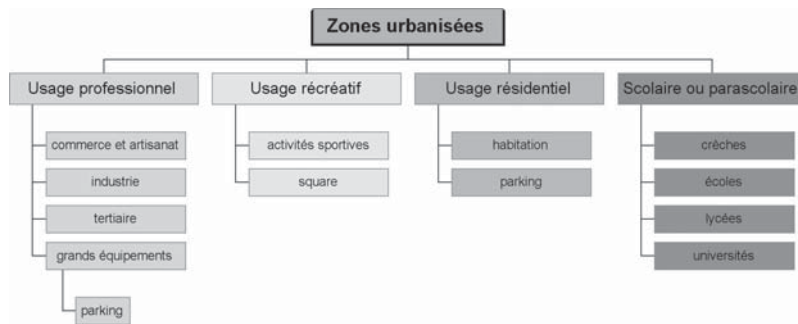 Zones urbanisées
Usage professionnel
commerce et artisanat
industrie
tertiaire
grands équipements
parking
Usage récréatif
activités sportives
square
Usage résidentiel
habitation
parking
Scolaire ou parascolaire
crèches
écoles
lycées
universités